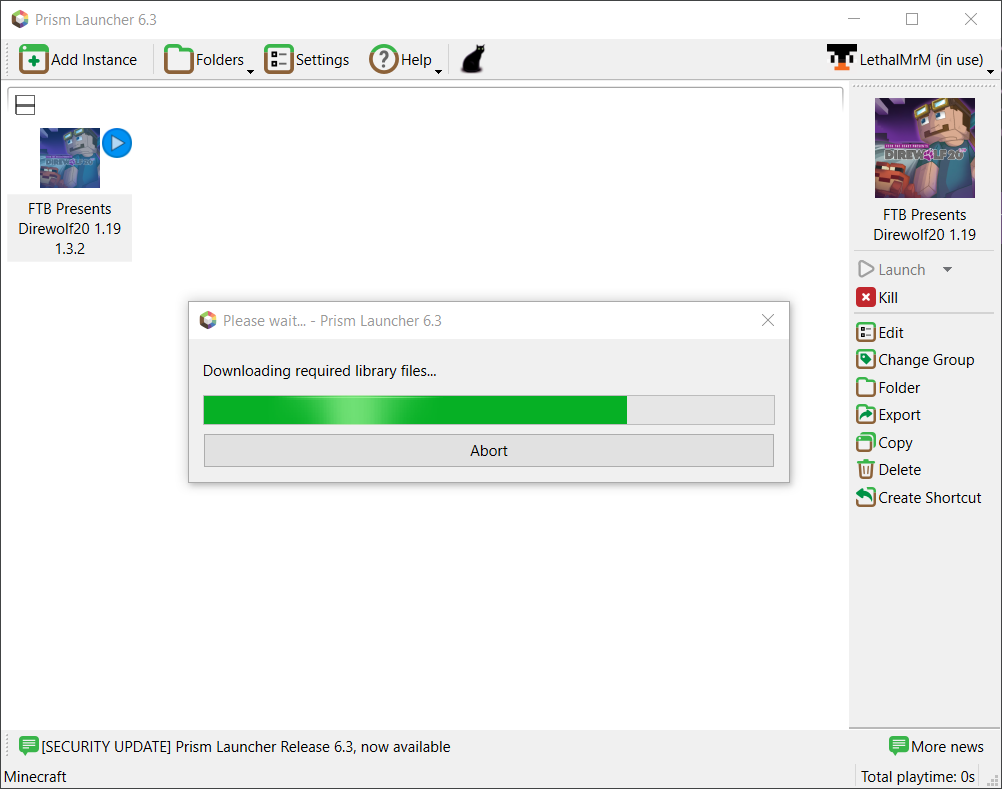 Prism Launcher 6.3
Add Instance
Folders
Settings
Help
LethalMrM (in use)
DIREWOLF20
FTB Presents
Direwolf20 1.19
1.3.2
DIREWOLF20
FTB Presents
Direwolf20 1.19
Launch
Kill
Edit
Change Group
Folder
Export
Copy
Delete
Create Shortcut
Please wait... - Prism Launcher 6.3
Downloading required library files...
Abort
[SECURITY UPDATE] Prism Launcher Release 6.3, now available
More news
Minecraft
Total playtime: 0s